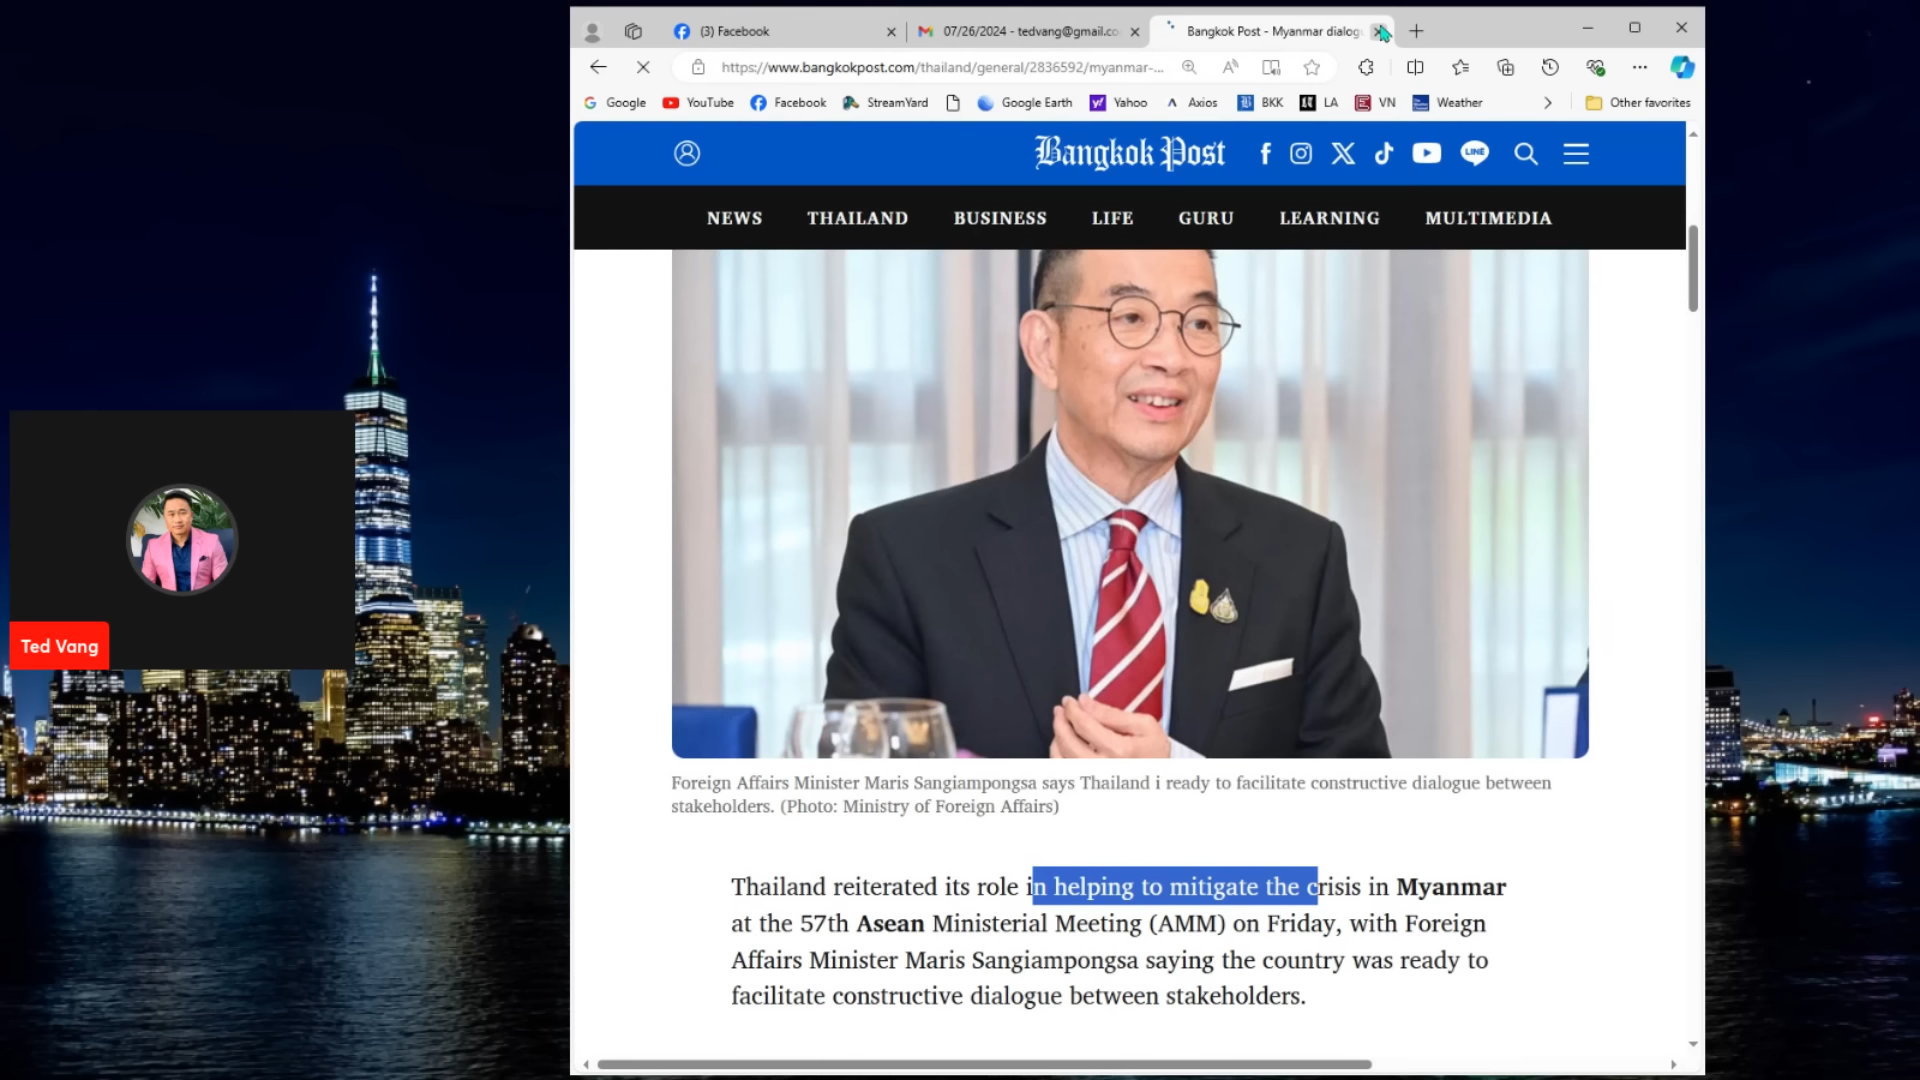 (3) Facebook
07/26/2024 - tedvang@gmail.co
Bangkok Post - Myanmar dialog
https://www.bangkokpost.com/thailand/general/2836592/myanmar-...
Google YouTube Facebook StreamYard Google Earth Yahoo Axios BKK LA VN Weather Other favorites
Bangkok Post
LINE
NEWS THAILAND BUSINESS LIFE GURU LEARNING MULTIMEDIA
Ted Vang
Foreign Affairs Minister Maris Sangiampongsa says Thailand i ready to facilitate constructive dialogue between
stakeholders. (Photo: Ministry of Foreign Affairs)
Thailand reiterated its role in helping to mitigate the crisis in Myanmar
at the 57th Asean Ministerial Meeting (AMM) on Friday, with Foreign
Affairs Minister Maris Sangiampongsa saying the country was ready to
facilitate constructive dialogue between stakeholders.